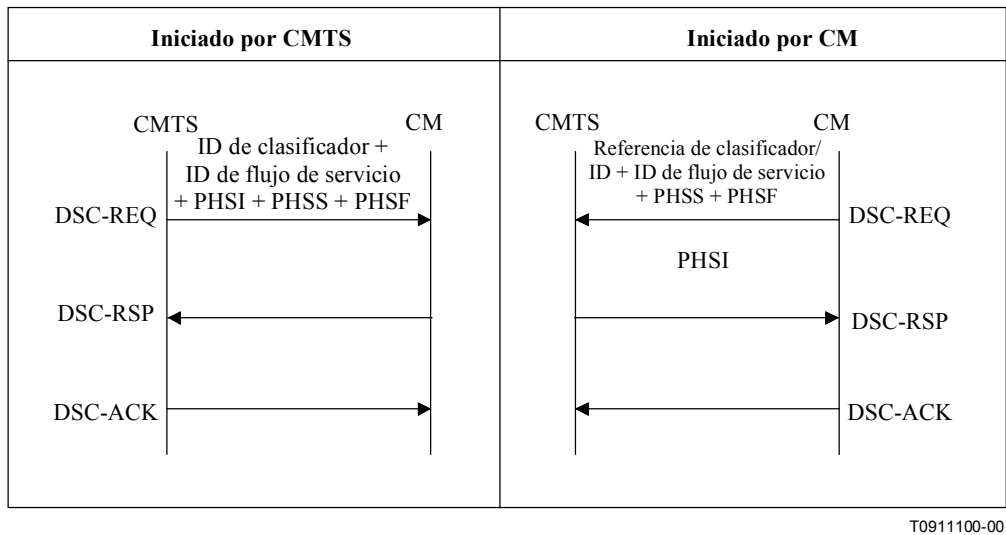 Iniciado por CMTS
Iniciado por CM
CMTS
CM
ID de clasificador +
ID de flujo de servicio
+ PHSI + PHSS + PHSF
DSC-REQ
DSC-RSP
DSC-ACK
CMTS
CM
Referencia de clasificador/
ID + ID de flujo de servicio
+ PHSS + PHSF
DSC-REQ
PHSI
DSC-RSP
DSC-ACK
T0911100-00